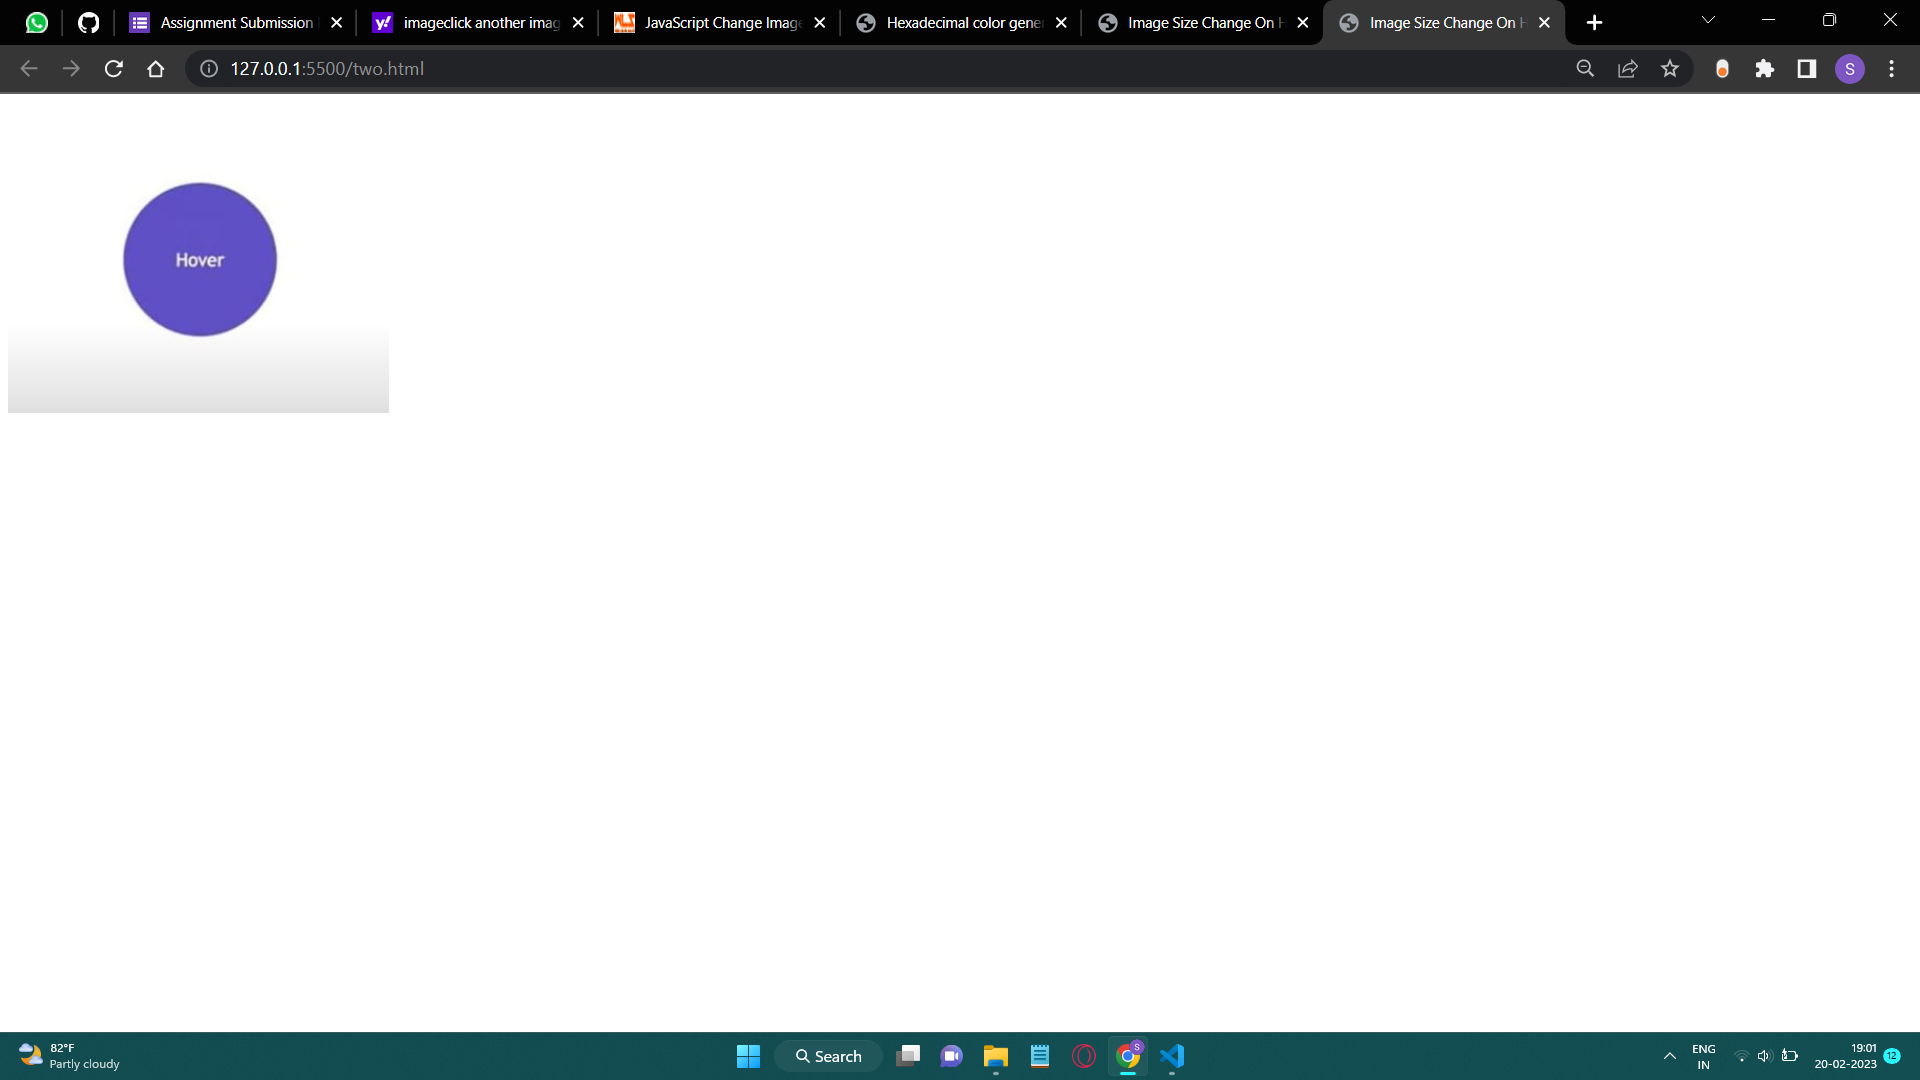 Assignment Submission
imageclick another imag
JavaScript Change Image
Hexadecimal color gene
Image Size Change On H
Image Size Change On H
127.0.0.1:5500/two.html
S
Hover
82°F
Partly cloudy
Search
S
ENG
IN
19:01
20-02-2023
12